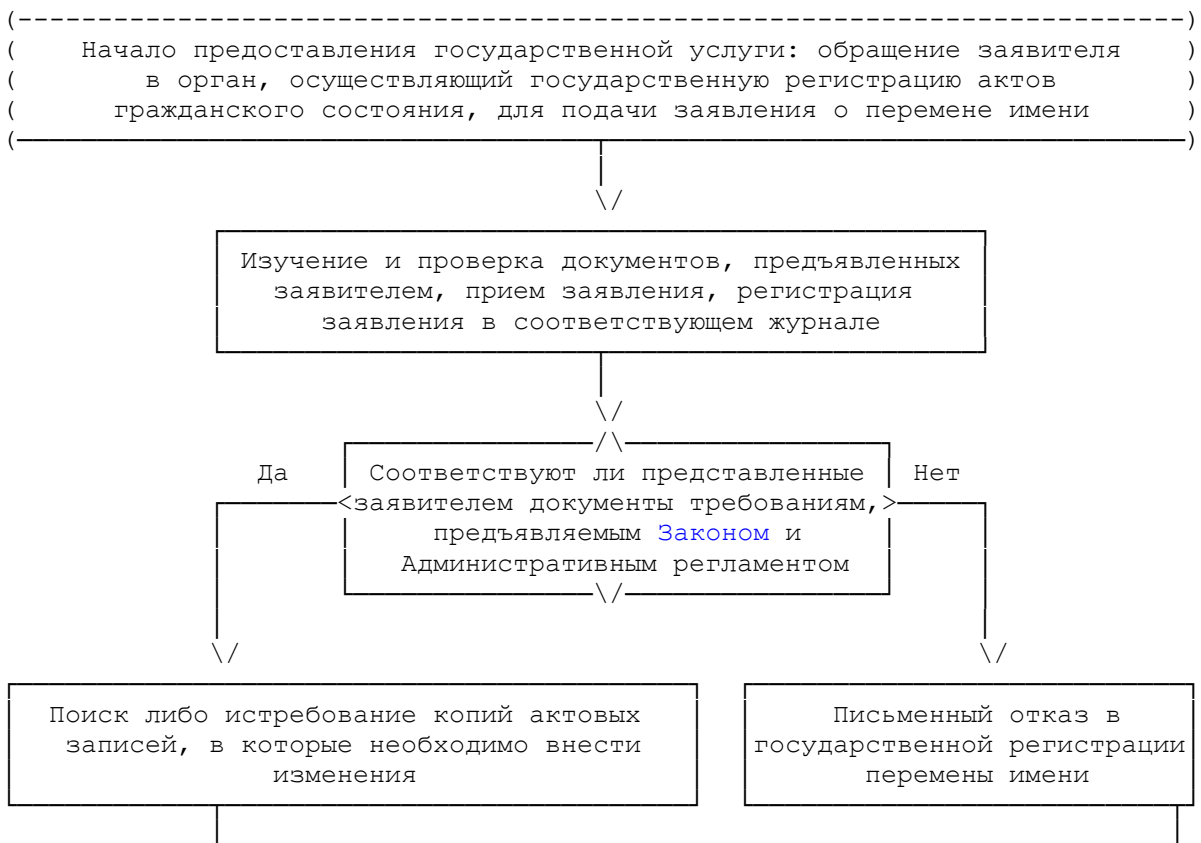 Начало предоставления государственной услуги: обращение заявителя
в орган, осуществляющий государственную регистрацию актов
гражданского состояния, для подачи заявления о перемене имени
Изучение и проверка документов, предъявленных
заявителем, прием заявления, регистрация
заявления в соответствующем журнале
Да
Соответствуют ли представленные
Нет
заявителем документы требованиям,
предъявляемым Законом и
Административным регламентом
Поиск либо истребование копий актовых
записей, в которые необходимо внести
изменения
Письменный отказ в
государственной регистрации
перемены имени